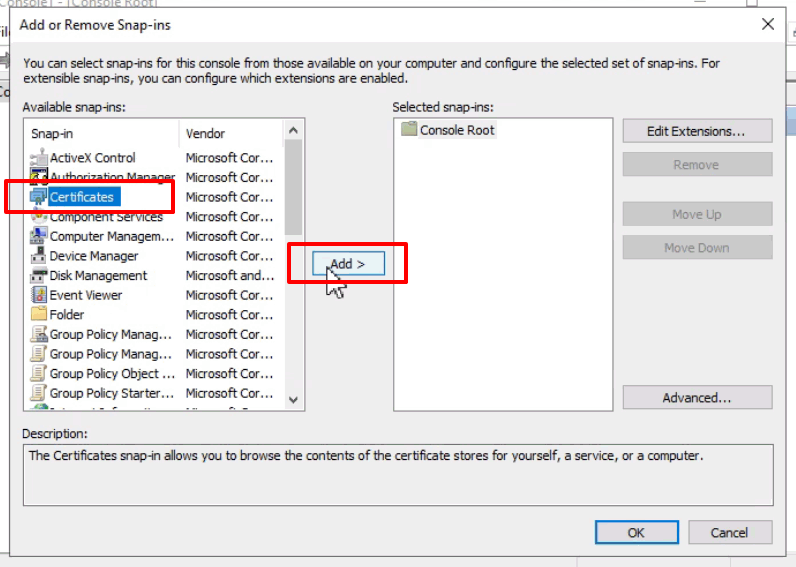 Console1 - [Console Root]
Add or Remove Snap-ins
You can select snap-ins for this console from those available on your computer and configure the selected set of snap-ins. For
extensible snap-ins, you can configure which extensions are enabled.
Available snap-ins:
Selected snap-ins:
Snap-in Vendor
ActiveX Control Microsoft Cor...
Authorization Manager Microsoft Cor...
Certificates Microsoft Cor...
Component Services Microsoft Cor...
Computer Managem... Microsoft Cor...
Device Manager Microsoft Cor...
Disk Management Microsoft and...
Event Viewer Microsoft Cor...
Folder Microsoft Cor...
Group Policy Manag... Microsoft Cor...
Group Policy Manag... Microsoft Cor...
Group Policy Object ... Microsoft Cor...
Group Policy Starter... Microsoft Cor...
Add >
Console Root
Edit Extensions...
Remove
Move Up
Move Down
Advanced...
Description:
The Certificates snap-in allows you to browse the contents of the certificate stores for yourself, a service, or a computer.
OK
Cancel